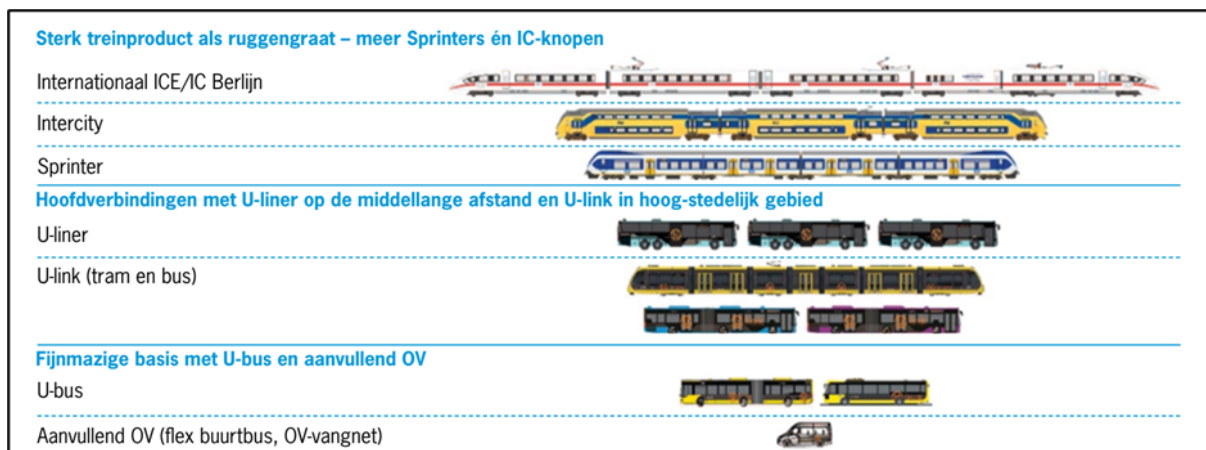 Sterk treinproduct als ruggengraat – meer Sprinters én IC-knopen
Internationaal ICE/IC Berlijn
Intercity
Sprinter
Hoofdverbindingen met U-liner op de middellange afstand en U-link in hoog-stedelijk gebied
U-liner
U-link (tram en bus)
Fijnmazige basis met U-bus en aanvullend OV
U-bus
Aanvullend OV (flex buurtbus, OV-vangnet)